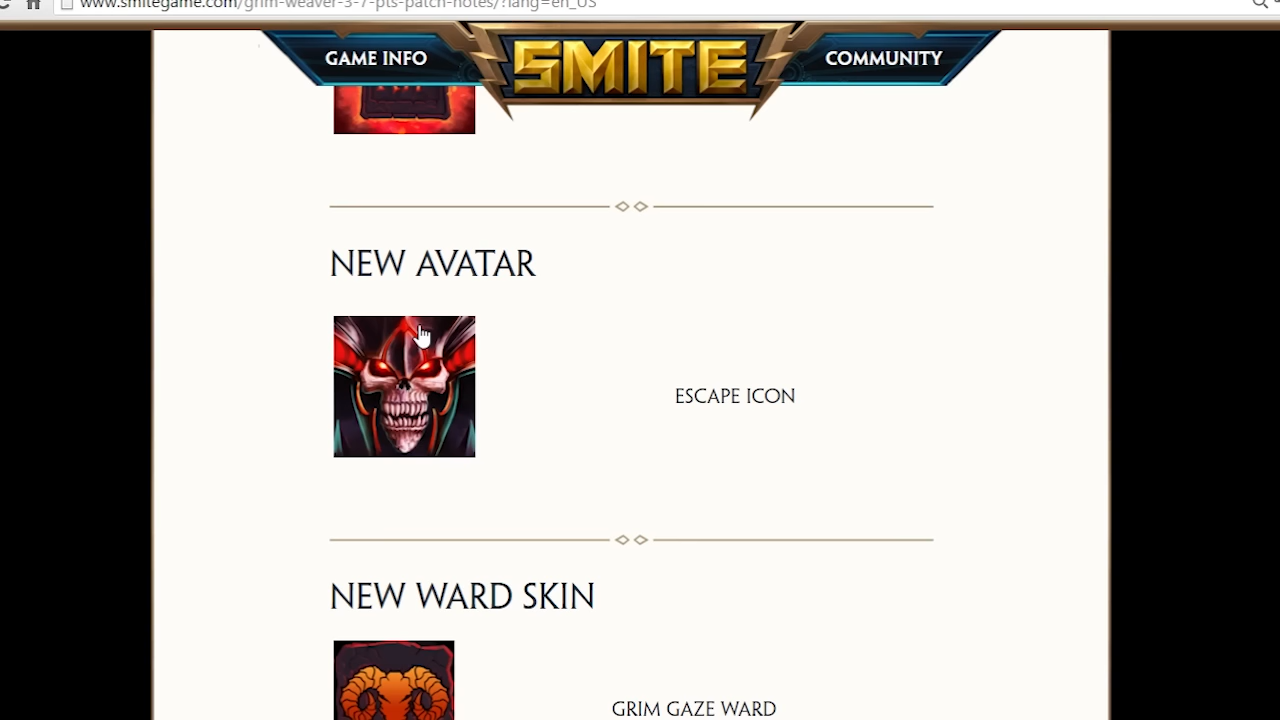 www.smitegame.com/grim-weaver-3-7-pts-patch-notes/?lang=en_US
GAME INFO
SMITE
COMMUNITY
NEW AVATAR
ESCAPE ICON
NEW WARD SKIN
GRIM GAZE WARD